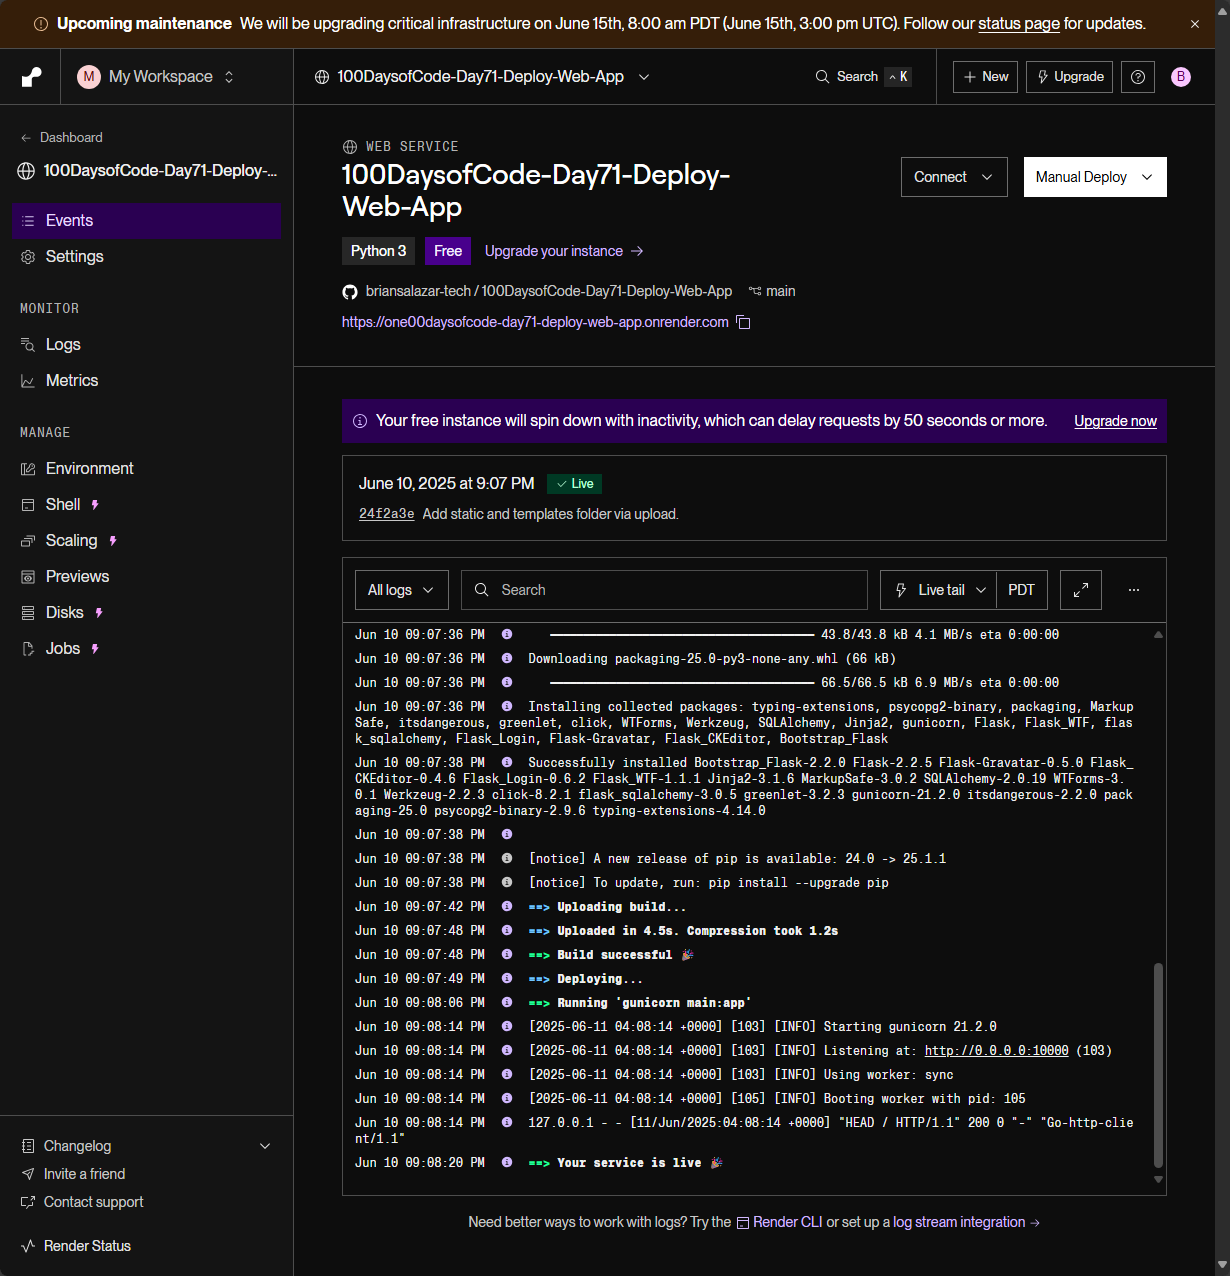 Upcoming maintenance We will be upgrading critical infrastructure on June 15th, 8:00 am PDT (June 15th, 3:00 pm UTC). Follow our status page for updates.
M My Workspace
100DaysofCode-Day71-Deploy-Web-App
Search ^ K
+ New
Upgrade
B
Dashboard
100DaysofCode-Day71-Deploy-...
Events
Settings
MONITOR
Logs
Metrics
MANAGE
Environment
Shell
Scaling
Previews
Disks
Jobs
Changelog
Invite a friend
Contact support
Render Status
WEB SERVICE
100DaysofCode-Day71-Deploy-
Web-App
Connect
Manual Deploy
Python 3 Free Upgrade your instance →
briansalazar-tech / 100DaysofCode-Day71-Deploy-Web-App main
https://one00daysofcode-day71-deploy-web-app.onrender.com
Your free instance will spin down with inactivity, which can delay requests by 50 seconds or more. Upgrade now
June 10, 2025 at 9:07 PM Live
24f2a3e Add static and templates folder via upload.
All logs Search Live tail PDT ...
Jun 10 09:07:36 PM 43.8/43.8 kB 4.1 MB/s eta 0:00:00
Jun 10 09:07:36 PM Downloading packaging-25.0-py3-none-any.whl (66 kB)
Jun 10 09:07:36 PM 66.5/66.5 kB 6.9 MB/s eta 0:00:00
Jun 10 09:07:36 PM Installing collected packages: typing-extensions, psycopg2-binary, packaging, Markup
Safe, itsdangerous, greenlet, click, WTForms, Werkzeug, SQLAlchemy, Jinja2, gunicorn, Flask, Flask_WTF, flas
k_sqlalchemy, Flask_Login, Flask-Gravatar, Flask_CKEditor, Bootstrap_Flask
Jun 10 09:07:38 PM Successfully installed Bootstrap_Flask-2.2.0 Flask-2.2.5 Flask-Gravatar-0.5.0 Flask_
CKEditor-0.4.6 Flask_Login-0.6.2 Flask_WTF-1.1.1 Jinja2-3.1.6 MarkupSafe-3.0.2 SQLAlchemy-2.0.19 WTForms-3.
0.1 Werkzeug-2.2.3 click-8.2.1 flask_sqlalchemy-3.0.5 greenlet-3.2.3 gunicorn-21.2.0 itsdangerous-2.2.0 pack
aging-25.0 psycopg2-binary-2.9.6 typing-extensions-4.14.0
Jun 10 09:07:38 PM
Jun 10 09:07:38 PM [notice] A new release of pip is available: 24.0 -> 25.1.1
Jun 10 09:07:38 PM [notice] To update, run: pip install --upgrade pip
Jun 10 09:07:42 PM ==> Uploading build...
Jun 10 09:07:48 PM ==> Uploaded in 4.5s. Compression took 1.2s
Jun 10 09:07:48 PM ==> Build successful 🎉
Jun 10 09:07:49 PM ==> Deploying...
Jun 10 09:08:06 PM ==> Running 'gunicorn main:app'
Jun 10 09:08:14 PM [2025-06-11 04:08:14 +0000] [103] [INFO] Starting gunicorn 21.2.0
Jun 10 09:08:14 PM [2025-06-11 04:08:14 +0000] [103] [INFO] Listening at: http://0.0.0.0:10000 (103)
Jun 10 09:08:14 PM [2025-06-11 04:08:14 +0000] [103] [INFO] Using worker: sync
Jun 10 09:08:14 PM [2025-06-11 04:08:14 +0000] [105] [INFO] Booting worker with pid: 105
Jun 10 09:08:14 PM 127.0.0.1 - - [11/Jun/2025:04:08:14 +0000] "HEAD / HTTP/1.1" 200 0 "-" "Go-http-clie
nt/1.1"
Jun 10 09:08:20 PM ==> Your service is live 🎉
Need better ways to work with logs? Try the Render CLI or set up a log stream integration →